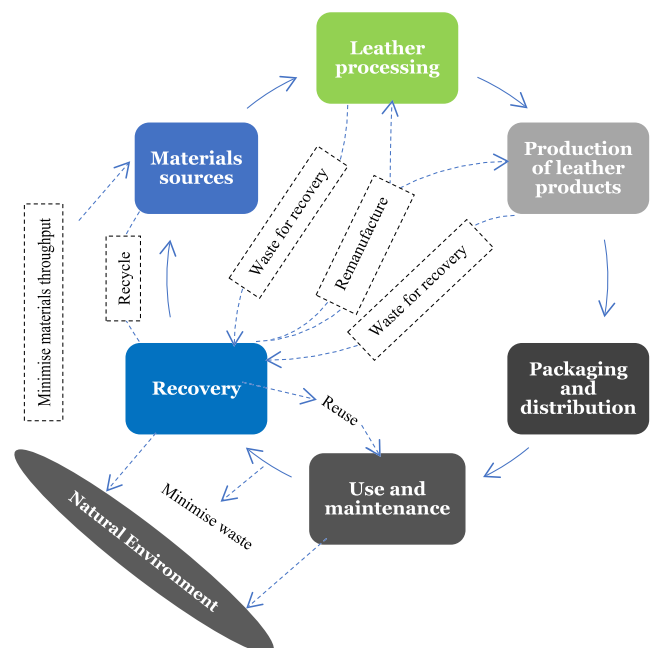 Leather
processing
Materials
sources
Production
of leather
products
Waste for recovery
Remanufacture
Waste for recovery
Minimise materials throughput
Recycle
Recovery
Reuse
Packaging
and
distribution
Use and
maintenance
Minimise waste
Natural Environment